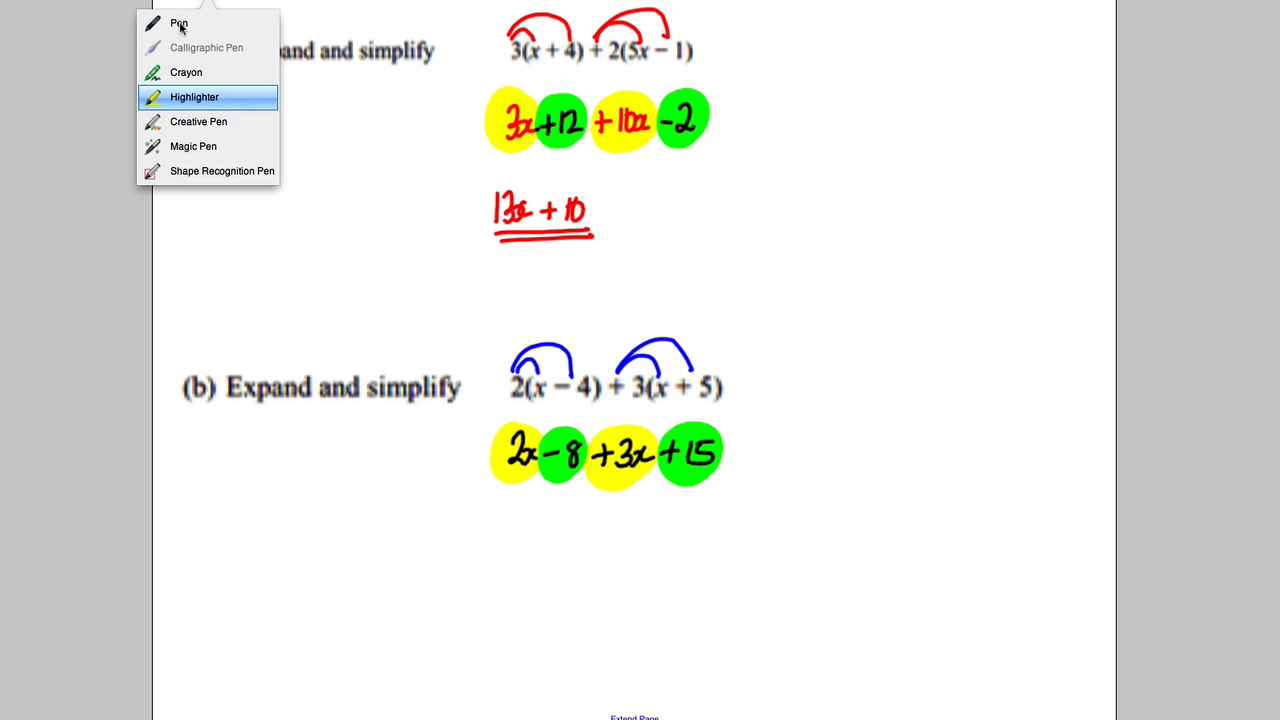 Pen
Calligraphic Pen
Crayon
Highlighter
Creative Pen
Magic Pen
Shape Recognition Pen
and and simplify 3(x + 4) + 2(5x − 1)
3x+12 +10x -2
13x + 10
(b) Expand and simplify 2(x − 4) + 3(x + 5)
2x -8 +3x +15
Extend Page